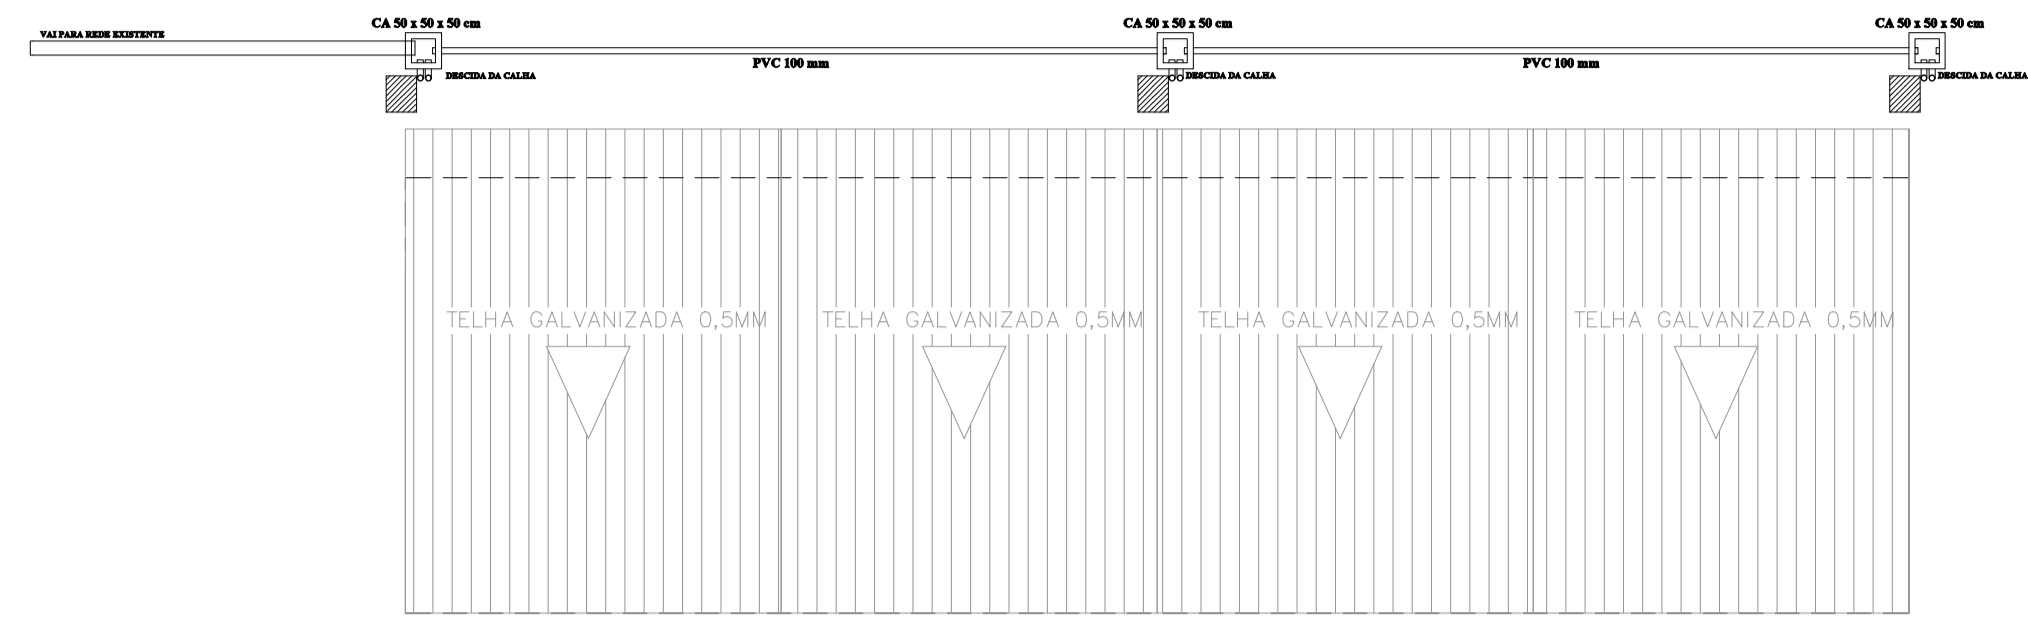 CA 50 x 50 x 50 cm
CA 50 x 50 x 50 cm
CA 50 x 50 x 50 cm
VAI PARA REDE EXISTENTE
PVC 100 mm
PVC 100 mm
DESCIDA DA CALHA
DESCIDA DA CALHA
DESCIDA DA CALHA
TELHA GALVANIZADA 0,5MM
TELHA GALVANIZADA 0,5MM
TELHA GALVANIZADA 0,5MM
TELHA GALVANIZADA 0,5MM